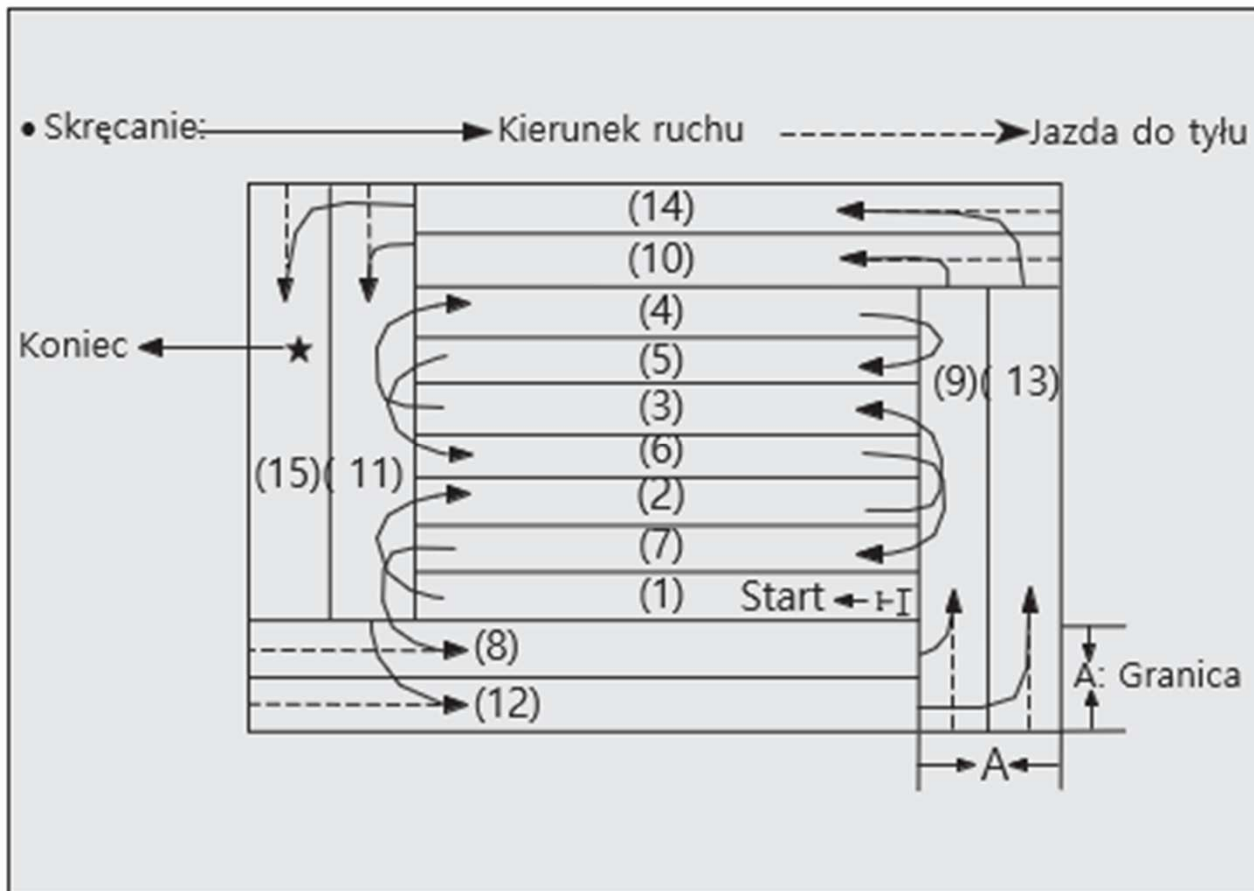 • Skręcanie: Kierunek ruchu Jazda do tyłu
(14)
(10)
(4)
Koniec
(5)
(9)( 13)
(3)
(6)
(15)( 11)
(2)
(7)
(1) Start
(8)
A: Granica
(12)
A